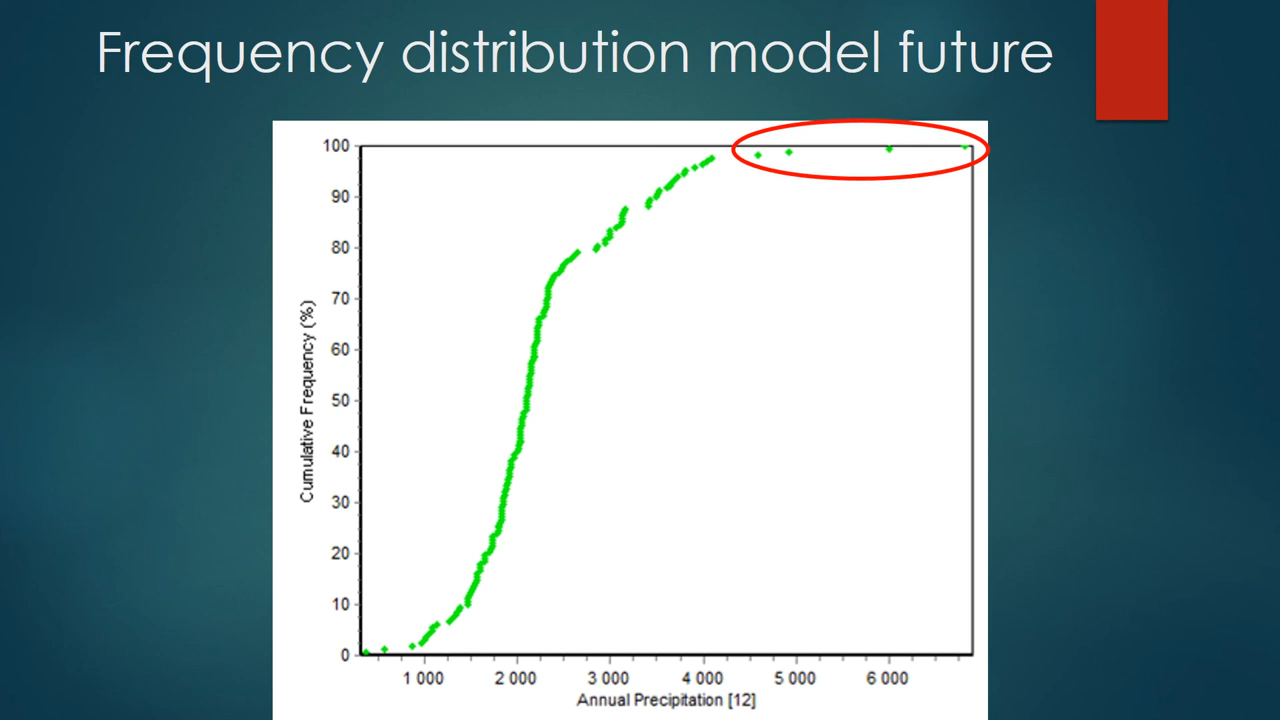 Frequency distribution model future
100
90
80
70
60
50
40
30
20
10
0
Cumulative Frequency (%)
1 000 2 000 3 000 4 000 5 000 6 000
Annual Precipitation [12]